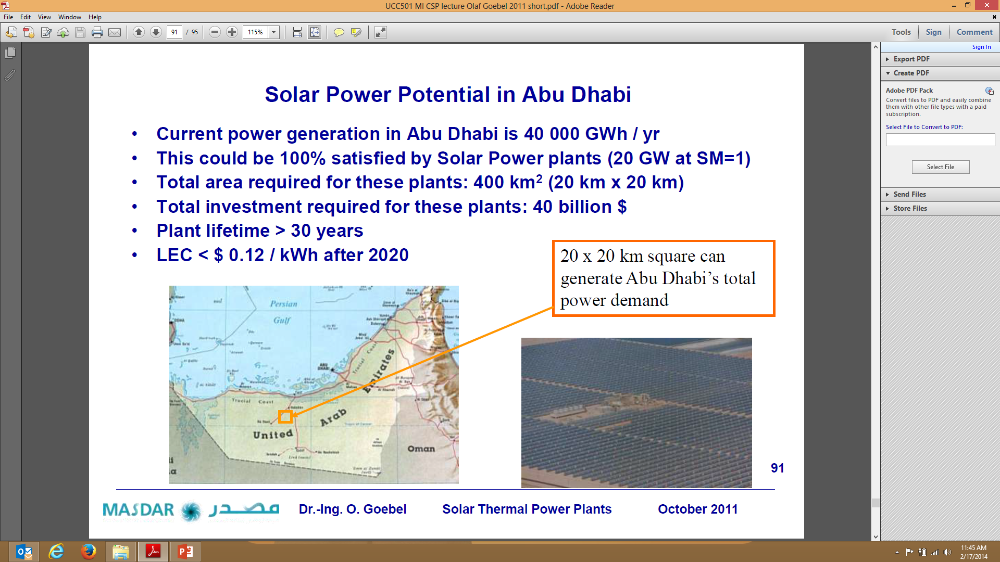 UCC501 MI CSP lecture Olaf Goebel 2011 short.pdf - Adobe Reader
File Edit View Window Help
91 / 95 115%
Tools Sign Comment
Sign In
Export PDF
Create PDF
Adobe PDF Pack
Convert files to PDF and easily combine
them with other file types with a paid
subscription.
Select File to Convert to PDF:
Select File
Send Files
Store Files
Solar Power Potential in Abu Dhabi
• Current power generation in Abu Dhabi is 40 000 GWh / yr
• This could be 100% satisfied by Solar Power plants (20 GW at SM=1)
• Total area required for these plants: 400 km² (20 km x 20 km)
• Total investment required for these plants: 40 billion $
• Plant lifetime > 30 years
• LEC < $ 0.12 / kWh after 2020
20 x 20 km square can
generate Abu Dhabi's total
power demand
Persian
Gulf
DOHA
ABU
DHABI
Trucial Coast
Emirates
Trucial Coast
Arab
United
Oman
91
MASDAR مصدر
Dr.-Ing. O. Goebel Solar Thermal Power Plants October 2011
11:45 AM
2/17/2014